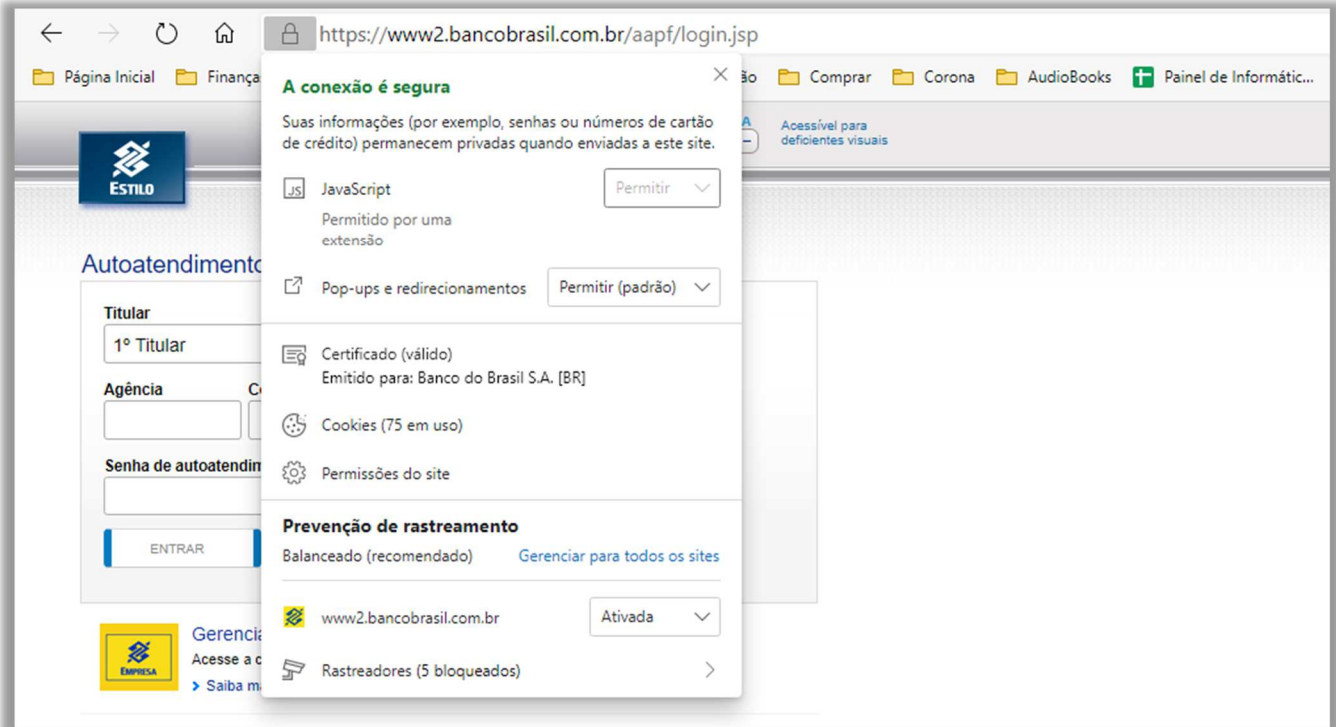 https://www2.bancobrasil.com.br/aapf/login.jsp
Página Inicial Finança ão Comprar Corona AudioBooks Painel de Informátic...
A conexão é segura
Suas informações (por exemplo, senhas ou números de cartão
de crédito) permanecem privadas quando enviadas a este site.
A
Acessível para
deficientes visuais
ESTILO
JS JavaScript Permitir
Permitido por uma
extensão
Pop-ups e redirecionamentos Permitir (padrão)
Certificado (válido)
Emitido para: Banco do Brasil S.A. [BR]
Cookies (75 em uso)
Permissões do site
Prevenção de rastreamento
Balanceado (recomendado) Gerenciar para todos os sites
www2.bancobrasil.com.br Ativada
Rastreadores (5 bloqueados)
Autoatendimento
Titular
1º Titular
Agência C
Senha de autoatendim
ENTRAR
EMPRESA
Gerencia
Acesse a c
Saiba ma